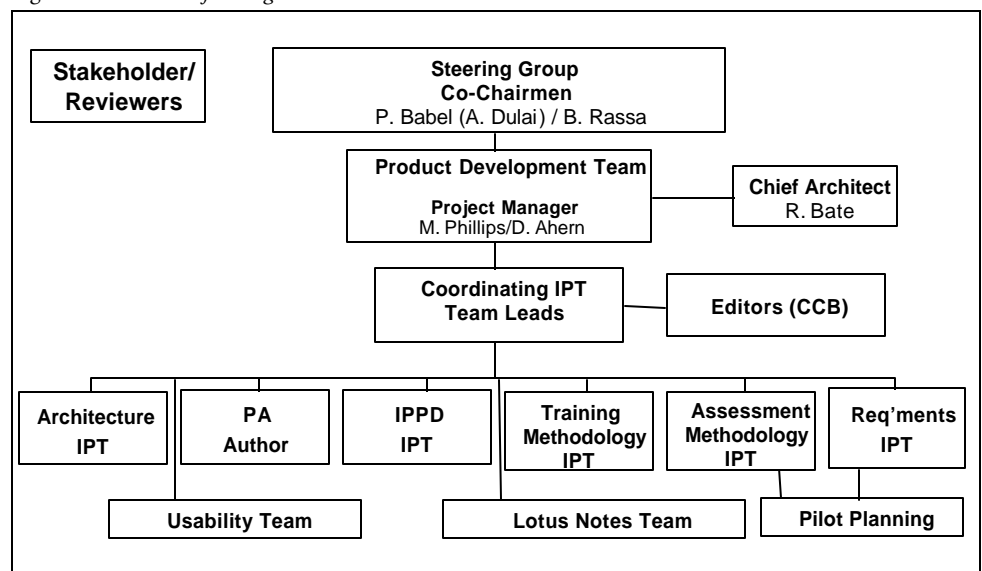 Stakeholder/
Reviewers
Steering Group
Co-Chairmen
P. Babel (A. Dulai) / B. Rassa
Product Development Team
Project Manager
M. Phillips/D. Ahern
Chief Architect
R. Bate
Coordinating IPT
Team Leads
Editors (CCB)
Architecture
IPT
PA
Author
IPPD
IPT
Training
Methodology
IPT
Assessment
Methodology
IPT
Req'ments
IPT
Usability Team
Lotus Notes Team
Pilot Planning